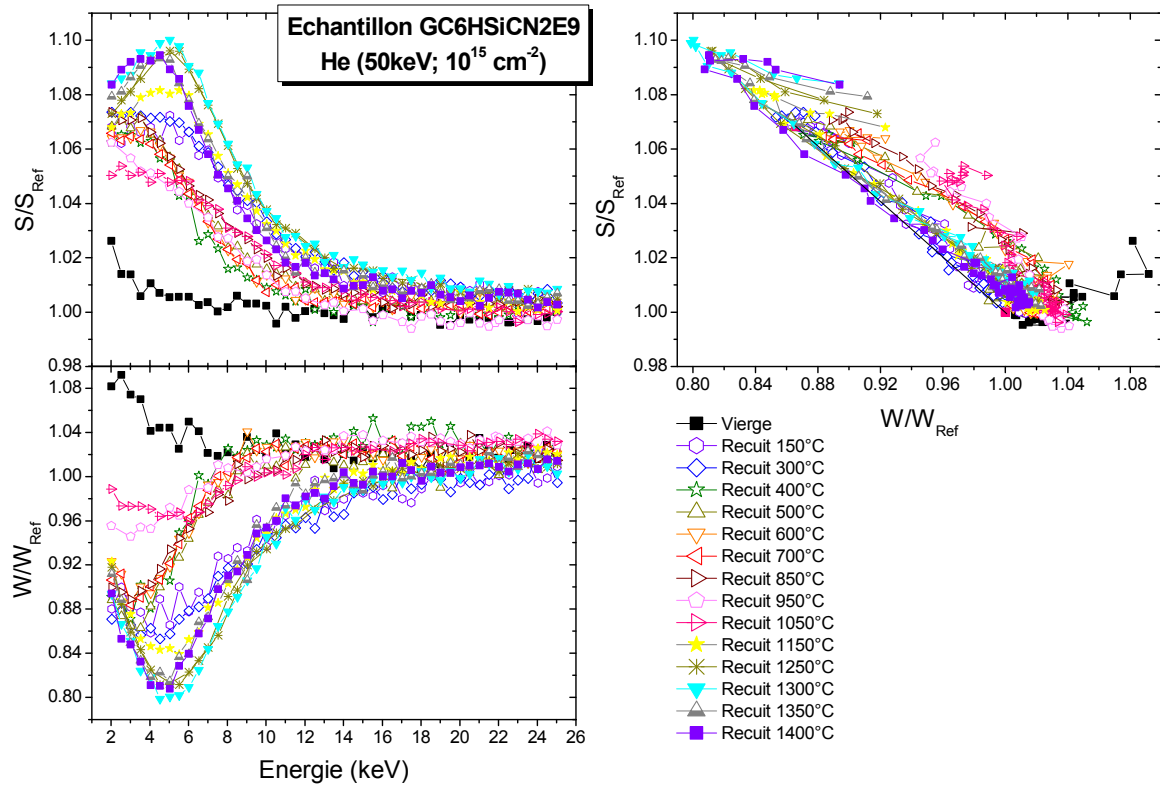 Echantillon GC6HSiCN2E9
He (50keV; 10¹⁵ cm⁻²)
1.10
1.08
1.06
1.04
1.02
1.00
0.98
S/S_Ref
1.08
1.04
1.00
0.96
0.92
0.88
0.84
0.80
W/W_Ref
2 4 6 8 10 12 14 16 18 20 22 24 26
Energie (keV)
1.10
1.08
1.06
1.04
1.02
1.00
0.98
S/S_Ref
0.80 0.84 0.88 0.92 0.96 1.00 1.04 1.08
W/W_Ref
Vierge
Recuit 150°C
Recuit 300°C
Recuit 400°C
Recuit 500°C
Recuit 600°C
Recuit 700°C
Recuit 850°C
Recuit 950°C
Recuit 1050°C
Recuit 1150°C
Recuit 1250°C
Recuit 1300°C
Recuit 1350°C
Recuit 1400°C